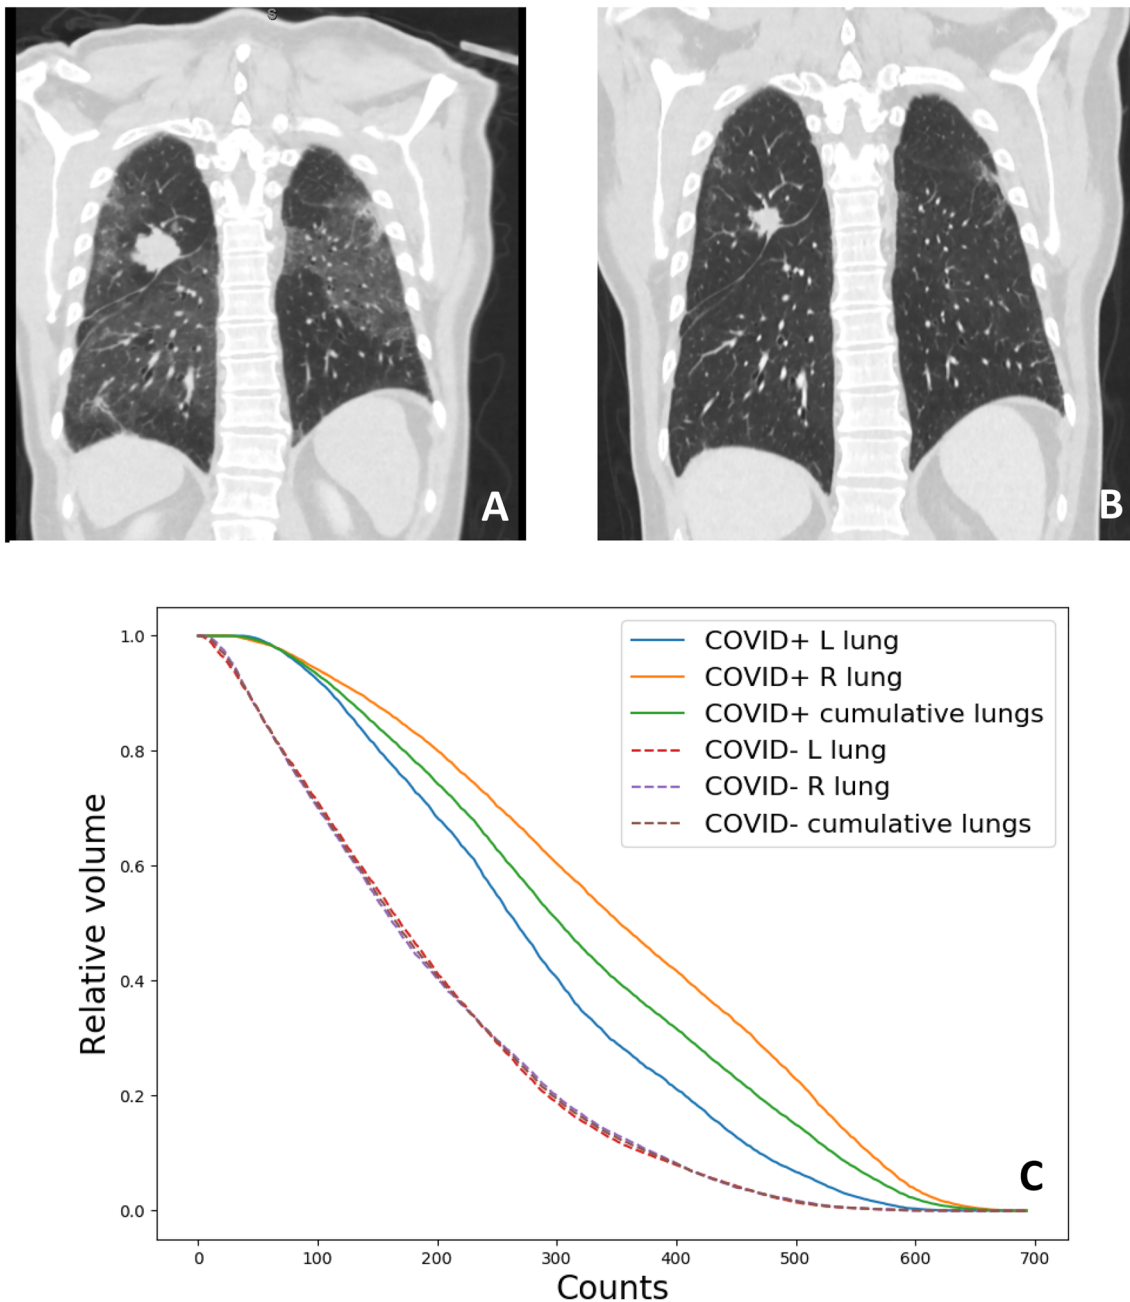 S
A
B
1.0
0.8
0.6
0.4
0.2
0.0
Relative volume
COVID+ L lung
COVID+ R lung
COVID+ cumulative lungs
COVID- L lung
COVID- R lung
COVID- cumulative lungs
C
0 100 200 300 400 500 600 700
Counts